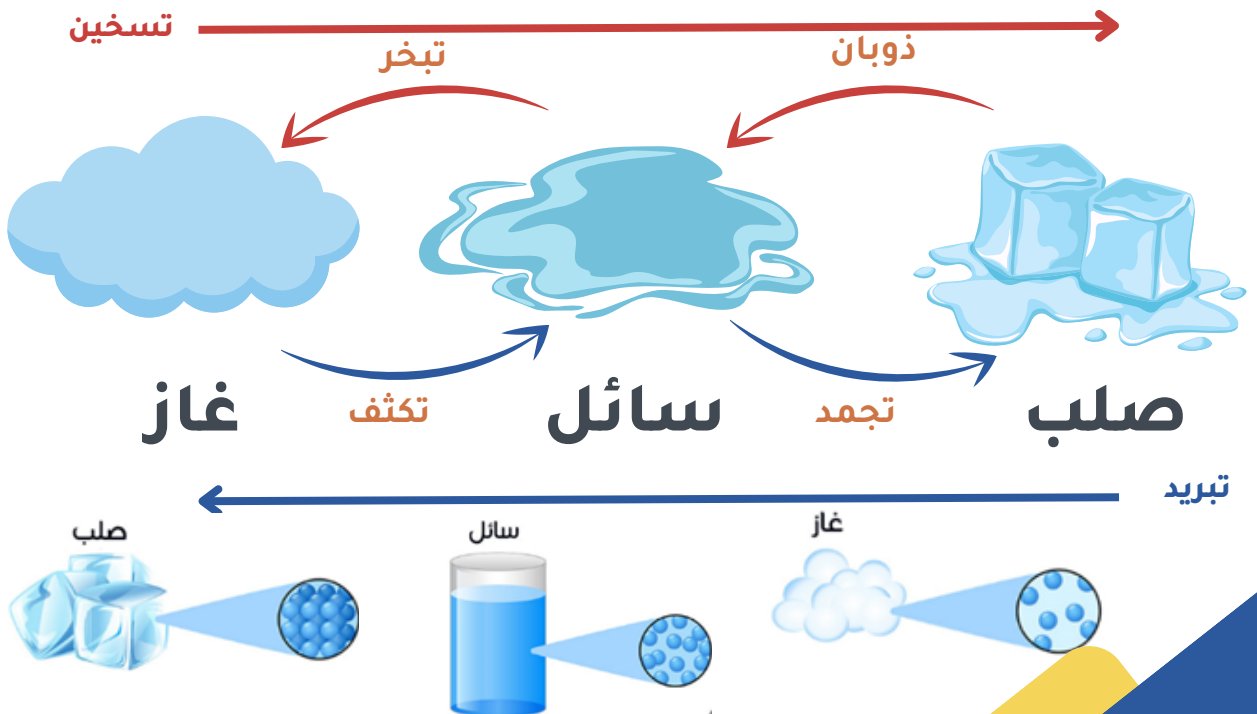 تسخين
ذوبان
تبخر
صلب
سائل
غاز
تجمد
تكثف
تبريد
غاز
سائل
صلب